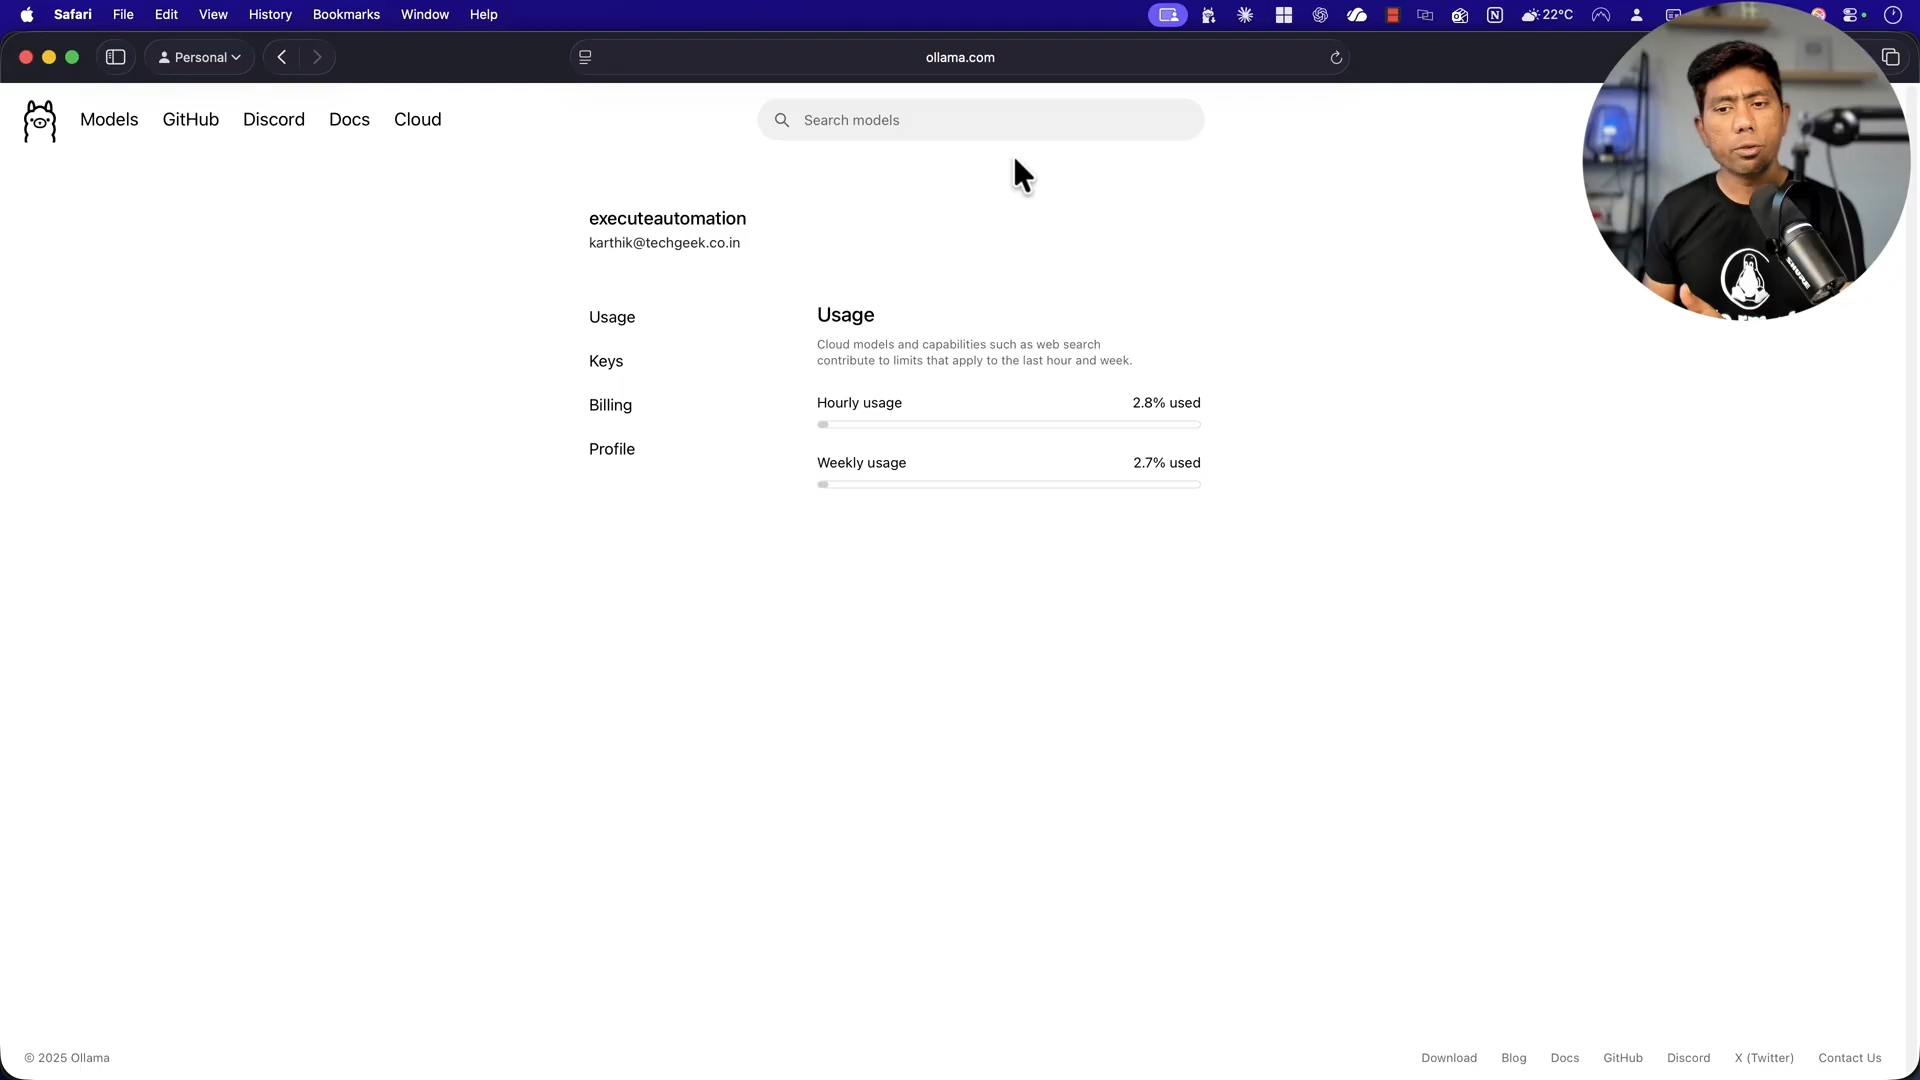 Safari File Edit View History Bookmarks Window Help 22°C
Personal
ollama.com
Models GitHub Discord Docs Cloud
Search models
executeautomation
karthik@techgeek.co.in
Usage
Keys
Billing
Profile
Usage
Cloud models and capabilities such as web search
contribute to limits that apply to the last hour and week.
Hourly usage 2.8% used
Weekly usage 2.7% used
SHURE
© 2025 Ollama
Download Blog Docs GitHub Discord X (Twitter) Contact Us